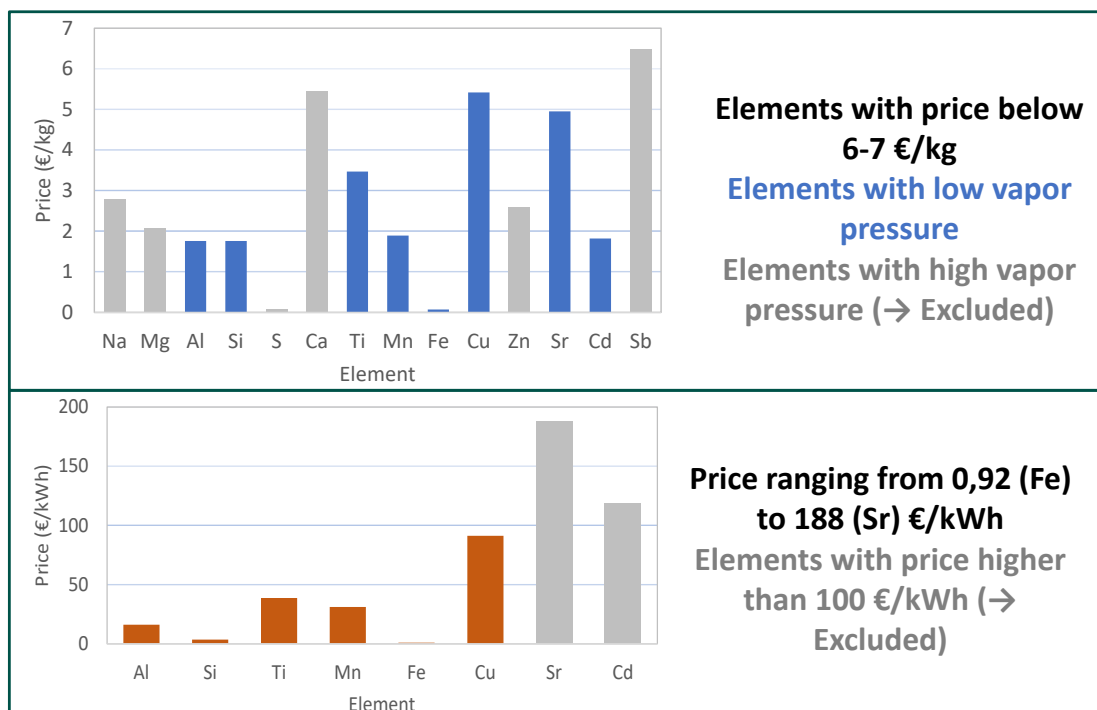 7
6
5
4
3
2
1
0
Price (€/kg)
Na Mg Al Si S Ca Ti Mn Fe Cu Zn Sr Cd Sb
Element
Elements with price below
6-7 €/kg
Elements with low vapor
pressure
Elements with high vapor
pressure (→ Excluded)
200
150
100
50
0
Price (€/kWh)
Al Si Ti Mn Fe Cu Sr Cd
Element
Price ranging from 0,92 (Fe)
to 188 (Sr) €/kWh
Elements with price higher
than 100 €/kWh (→
Excluded)